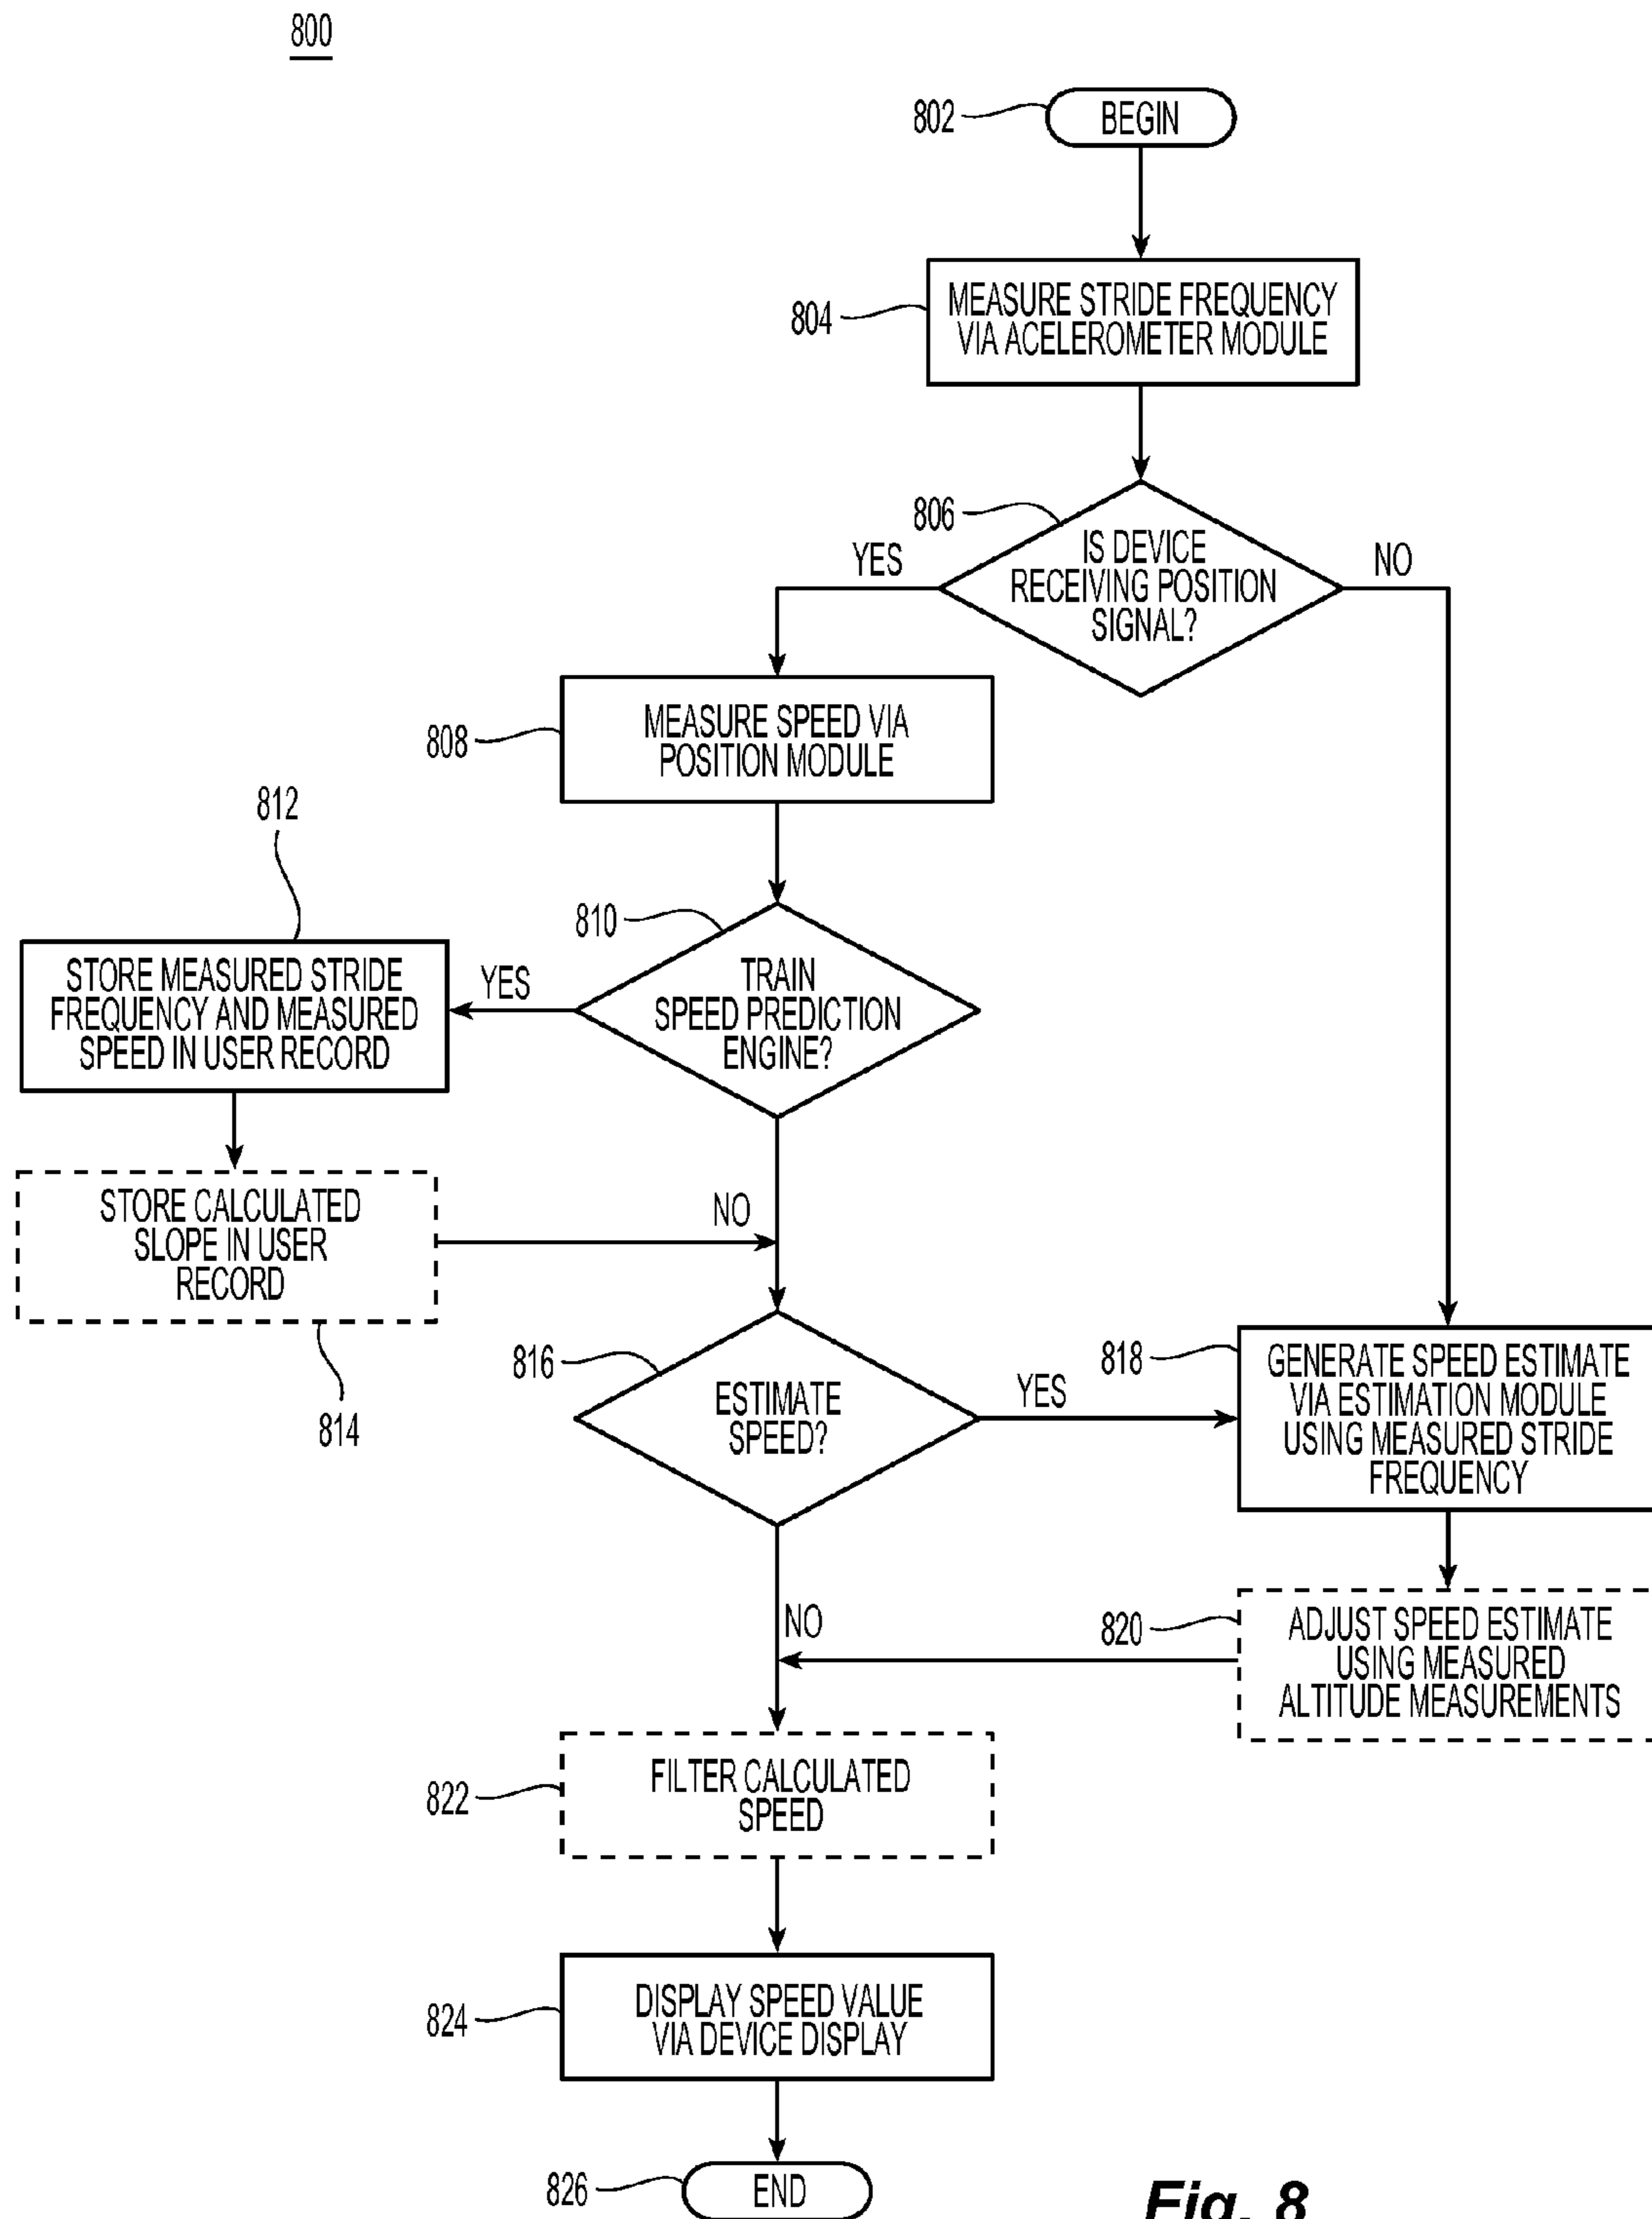 800
802
BEGIN
804
MEASURE STRIDE FREQUENCY
VIA ACELEROMETER MODULE
806
IS DEVICE
RECEIVING POSITION
SIGNAL?
YES
NO
808
MEASURE SPEED VIA
POSITION MODULE
812
810
STORE MEASURED STRIDE
FREQUENCY AND MEASURED
SPEED IN USER RECORD
YES
TRAIN
SPEED PREDICTION
ENGINE?
STORE CALCULATED
SLOPE IN USER
RECORD
NO
814
816
ESTIMATE
SPEED?
YES
818
GENERATE SPEED ESTIMATE
VIA ESTIMATION MODULE
USING MEASURED STRIDE
FREQUENCY
NO
820
ADJUST SPEED ESTIMATE
USING MEASURED
ALTITUDE MEASUREMENTS
822
FILTER CALCULATED
SPEED
824
DISPLAY SPEED VALUE
VIA DEVICE DISPLAY
826
END
Fig. 8